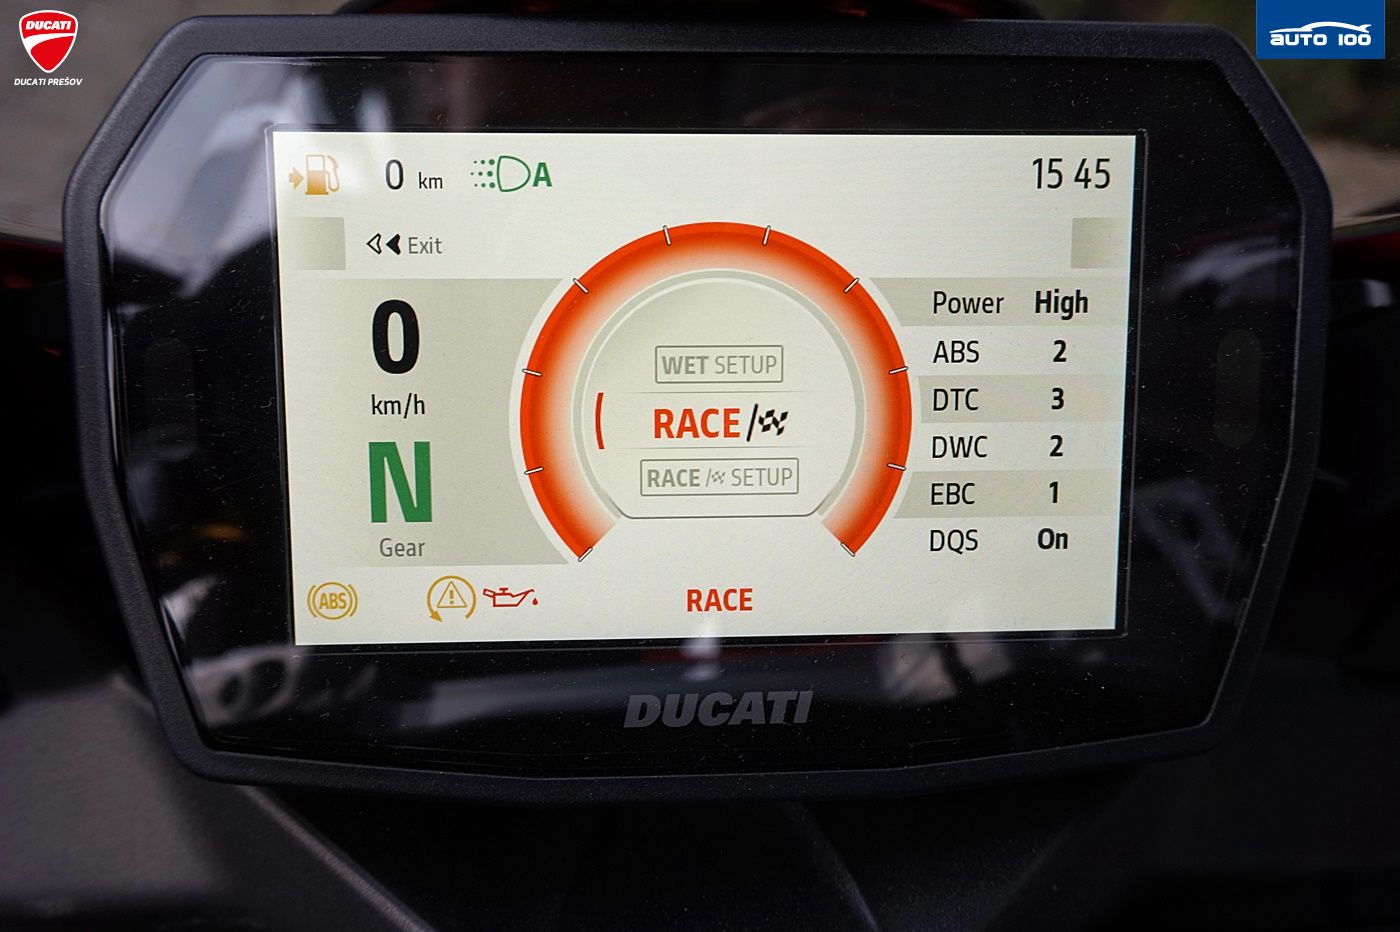 DUCATI
DUCATI PREŠOV
AUTO 100
0 km
A
15 45
Exit
0
km/h
N
Gear
WET SETUP
RACE/
RACE / SETUP
Power High
ABS 2
DTC 3
DWC 2
EBC 1
DQS On
ABS
RACE
DUCATI